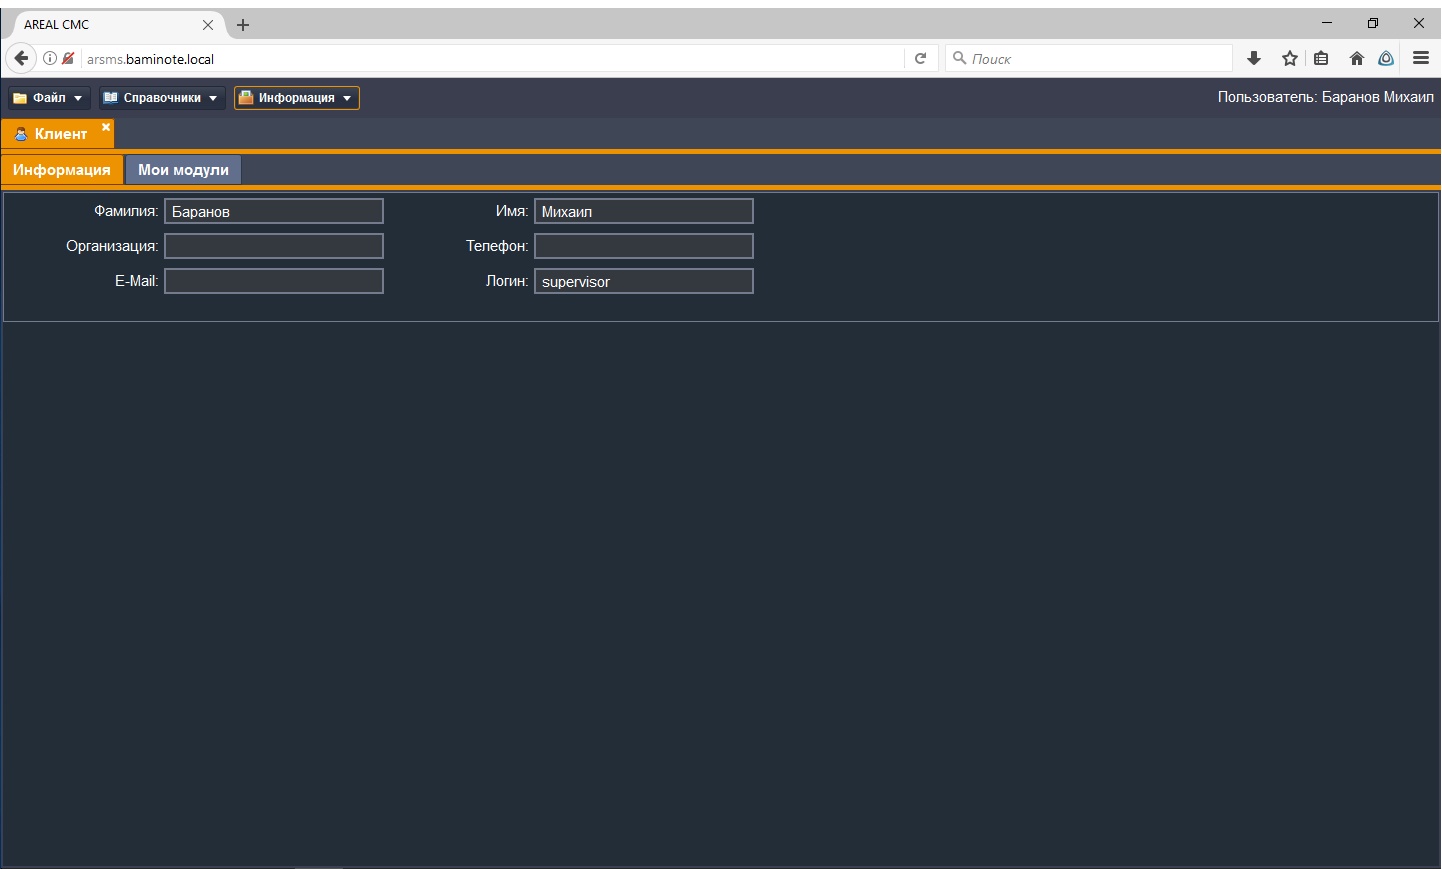 AREAL CMC
arsms.baminote.local
Поиск
Файл Справочники Информация Пользователь: Баранов Михаил
Клиент
Информация Мои модули
Фамилия: Баранов Имя: Михаил
Организация: Телефон:
E-Mail: Логин: supervisor